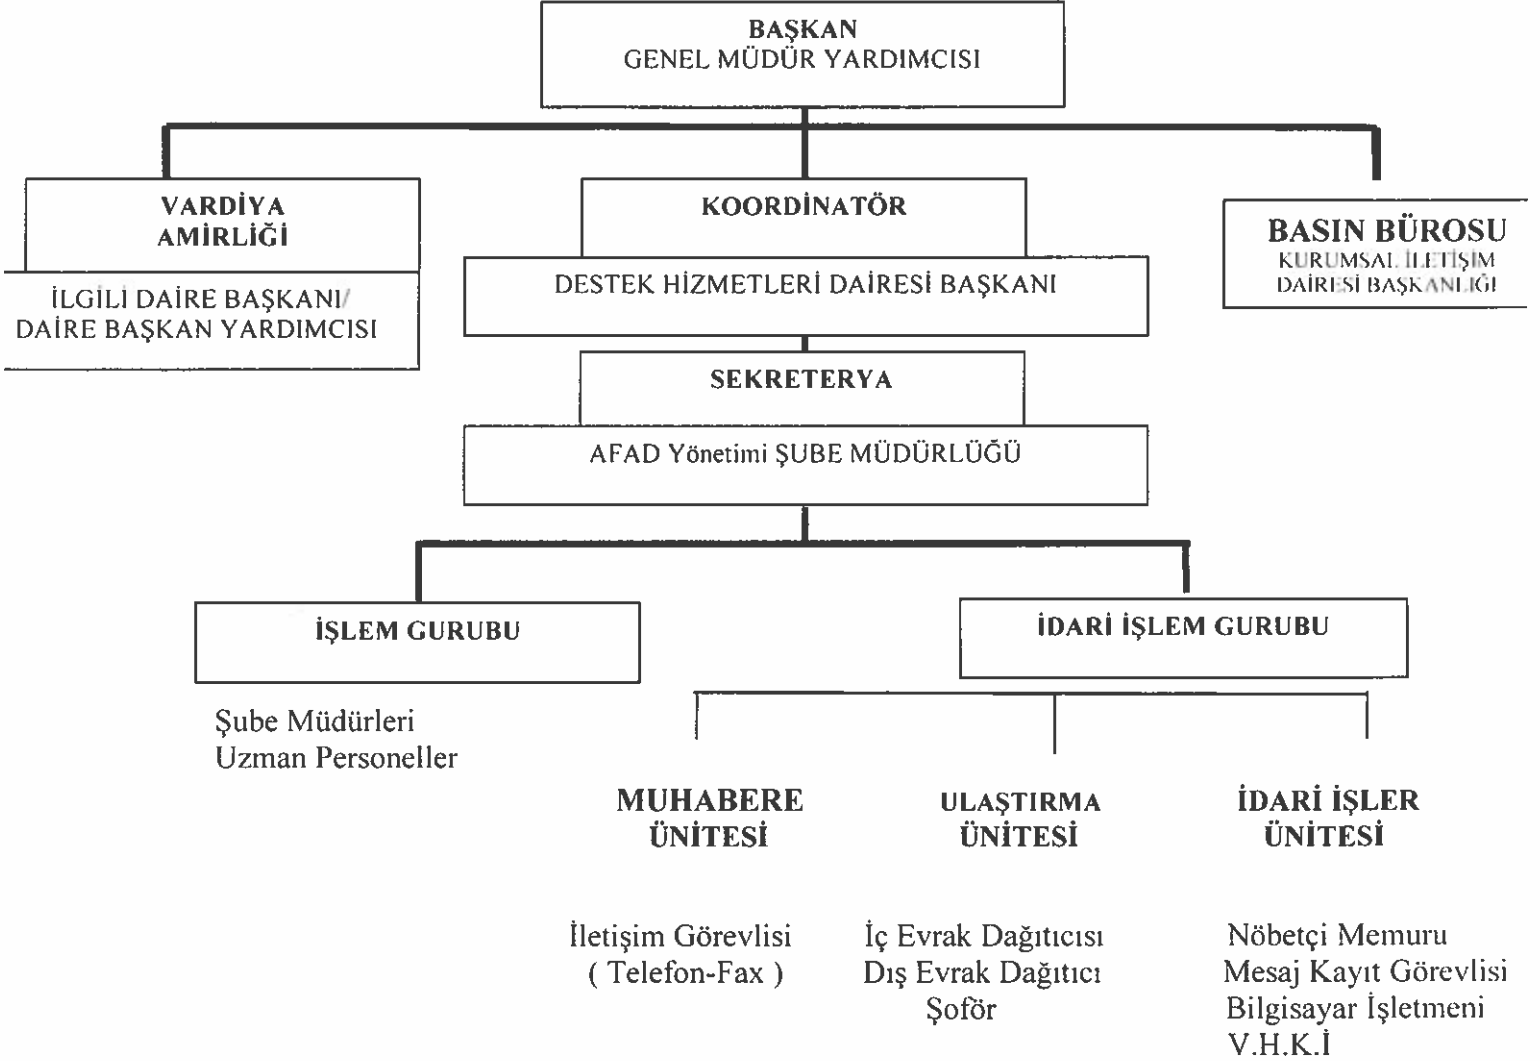 BAŞKAN
GENEL MÜDÜR YARDIMCISI
VARDİYA
AMİRLİĞİ
İLGİLİ DAİRE BAŞKANI/
DAİRE BAŞKAN YARDIMCISI
KOORDİNATÖR
DESTEK HİZMETLERİ DAİRESİ BAŞKANI
BASIN BÜROSU
KURUMSAL İLETİŞİM
DAİRESİ BAŞKANLIĞI
SEKRETERYA
AFAD Yönetimi ŞUBE MÜDÜRLÜĞÜ
İŞLEM GURUBU
Şube Müdürleri
Uzman Personeller
İDARİ İŞLEM GURUBU
MUHABERE
ÜNİTESİ
İletişim Görevlisi
( Telefon-Fax )
ULAŞTIRMA
ÜNİTESİ
İç Evrak Dağıtıcısı
Dış Evrak Dağıtıcı
Şoför
İDARİ İŞLER
ÜNİTESİ
Nöbetçi Memuru
Mesaj Kayıt Görevlisi
Bilgisayar İşletmeni
V.H.K.İ